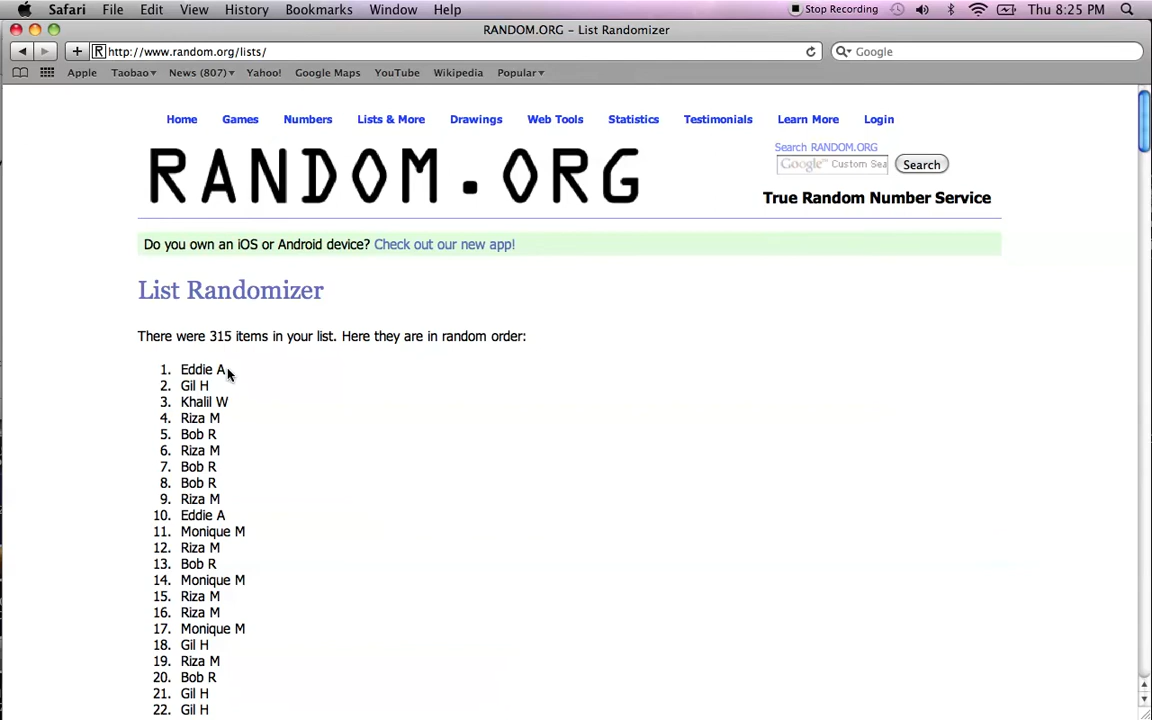 Safari File Edit View History Bookmarks Window Help Stop Recording Thu 8:25 PM
RANDOM.ORG – List Randomizer
http://www.random.org/lists/ Google
Apple Taobao News (807) Yahoo! Google Maps YouTube Wikipedia Popular
Home Games Numbers Lists & More Drawings Web Tools Statistics Testimonials Learn More Login
Search RANDOM.ORG
RANDOM.ORG
Google™ Custom Sea Search
True Random Number Service
Do you own an iOS or Android device? Check out our new app!
List Randomizer
There were 315 items in your list. Here they are in random order:
1. Eddie A
2. Gil H
3. Khalil W
4. Riza M
5. Bob R
6. Riza M
7. Bob R
8. Bob R
9. Riza M
10. Eddie A
11. Monique M
12. Riza M
13. Bob R
14. Monique M
15. Riza M
16. Riza M
17. Monique M
18. Gil H
19. Riza M
20. Bob R
21. Gil H
22. Gil H